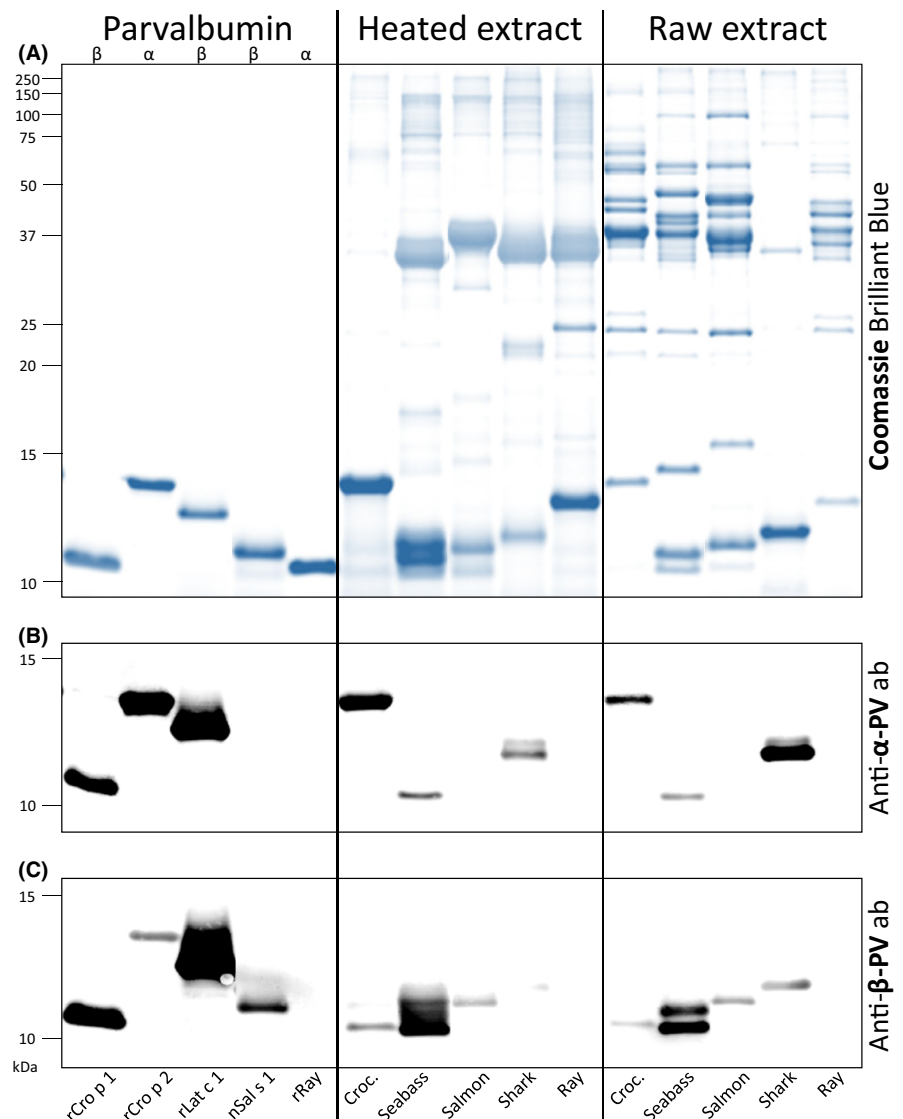 Parvalbumin Heated extract Raw extract
(A) β α β β α
250
150
100
75
50
37
25
20
15
10
Coomassie Brilliant Blue
(B)
15
10
Anti-α-PV ab
(C)
15
10
kDa
Anti-β-PV ab
rCro p 1 rCro p 2 rLat c 1 nSal s 1 rRay Croc. Seabass Salmon Shark Ray Croc. Seabass Salmon Shark Ray